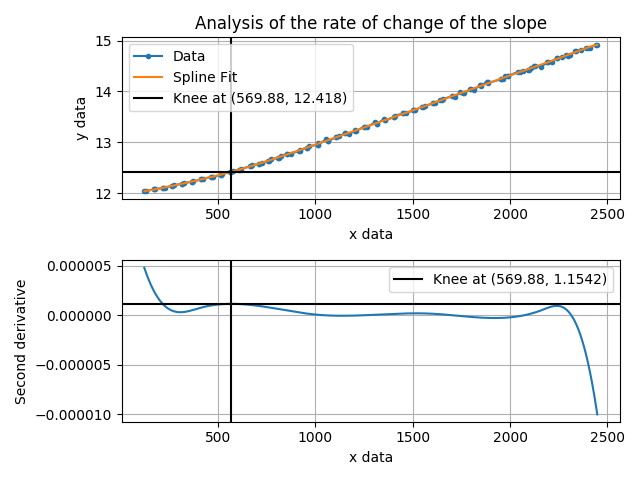 Analysis of the rate of change of the slope
15
14
13
12
y data
Data
Spline Fit
Knee at (569.88, 12.418)
500 1000 1500 2000 2500
x data
0.000005
0.000000
−0.000005
−0.000010
Second derivative
Knee at (569.88, 1.1542)
500 1000 1500 2000 2500
x data